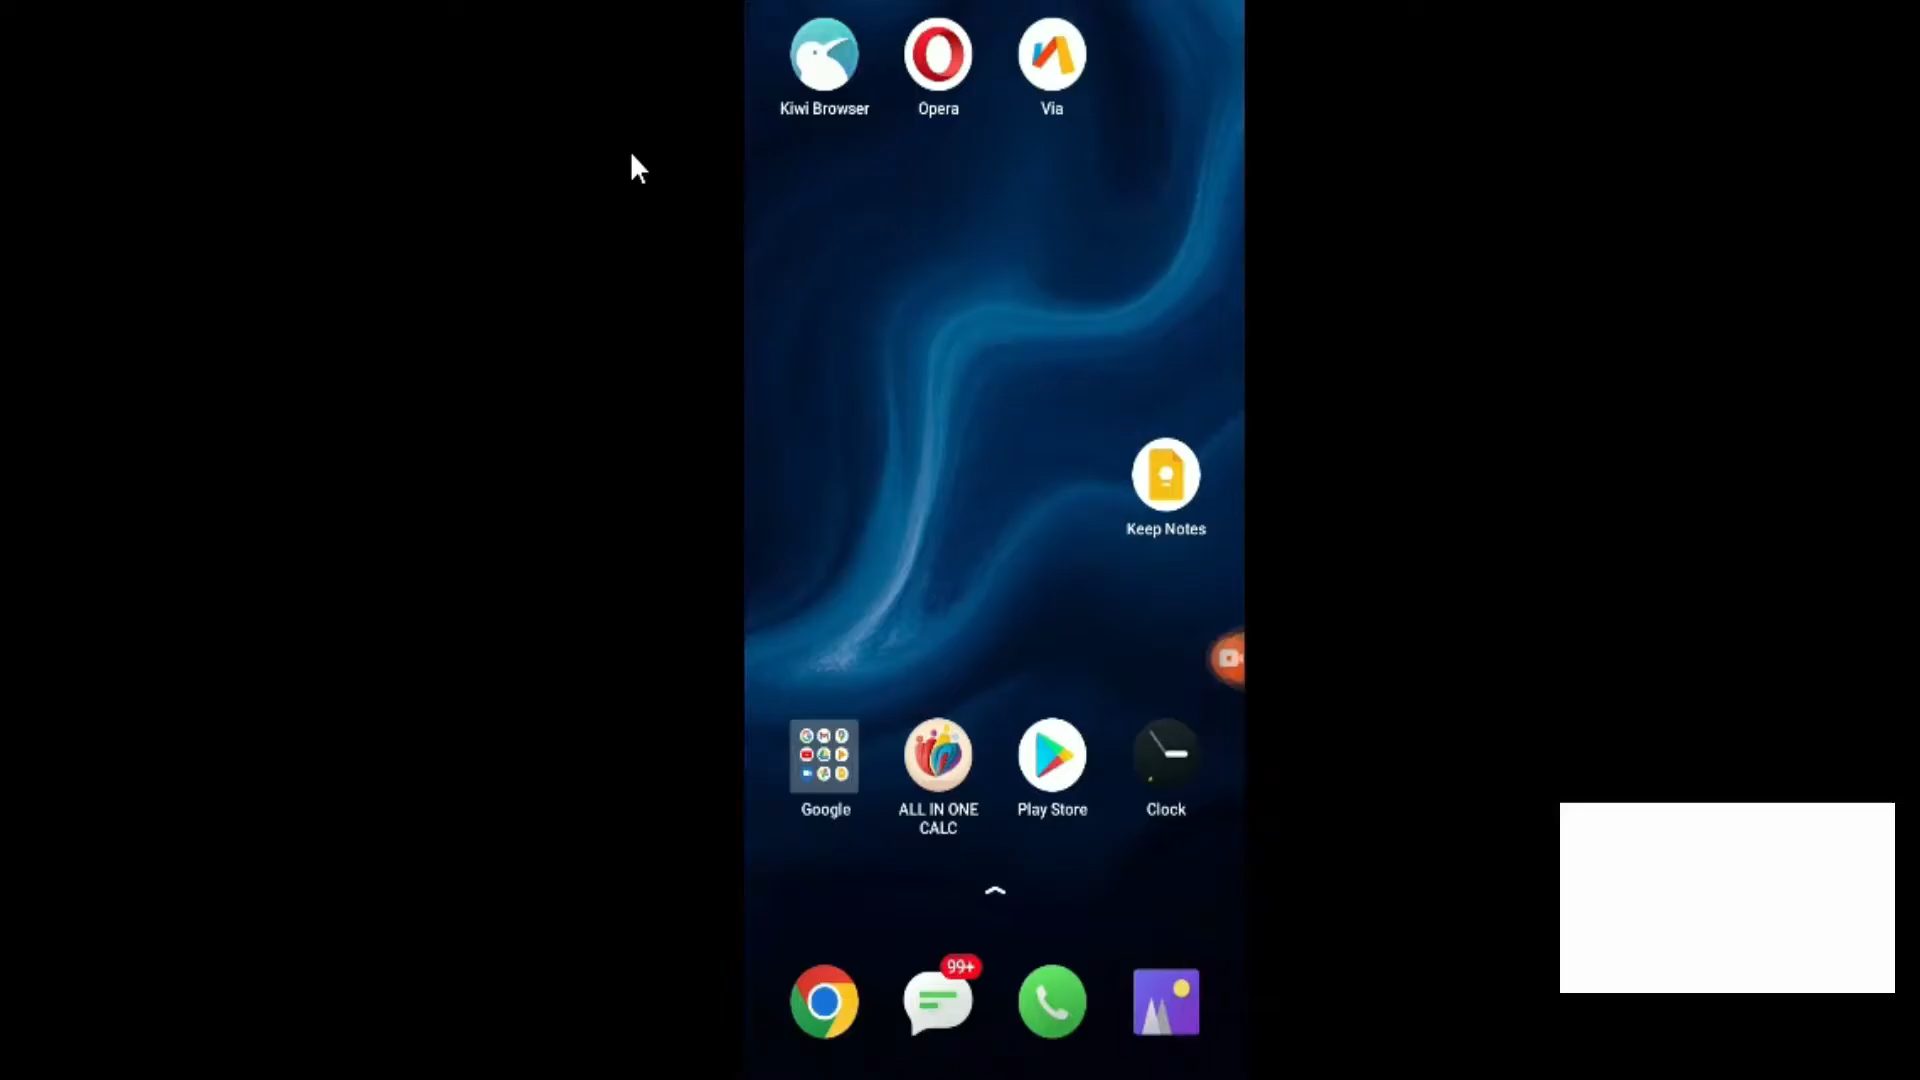 Kiwi Browser
Opera
Via
Keep Notes
Google
ALL IN ONE
CALC
Play Store
Clock
99+